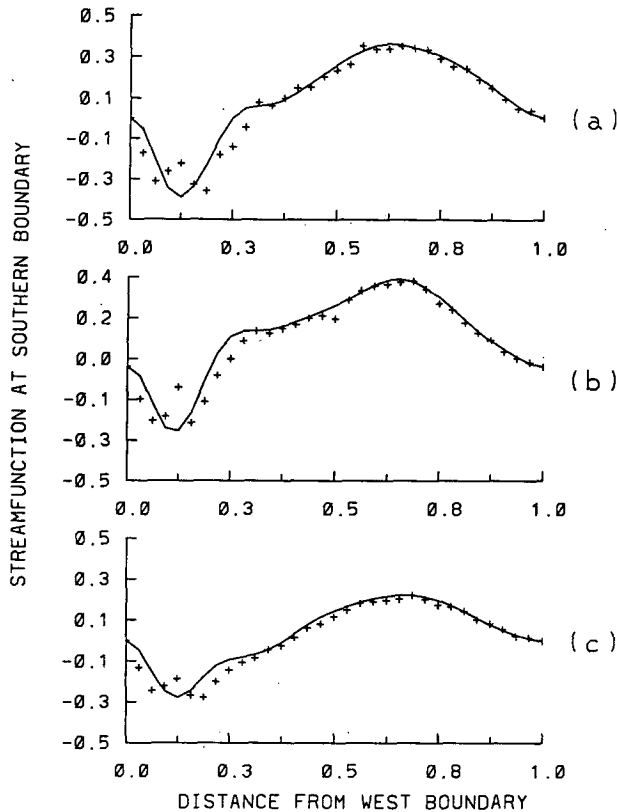 STREAMFUNCTION AT SOUTHERN BOUNDARY
0.5
0.3
0.1
-0.1
-0.3
-0.5
0.0 0.3 0.5 0.8 1.0
(a)
0.4
0.2
0.0
-0.1
-0.3
-0.5
0.0 0.3 0.5 0.8 1.0
(b)
0.5
0.3
0.1
-0.1
-0.3
-0.5
0.0 0.3 0.5 0.8 1.0
(c)
DISTANCE FROM WEST BOUNDARY